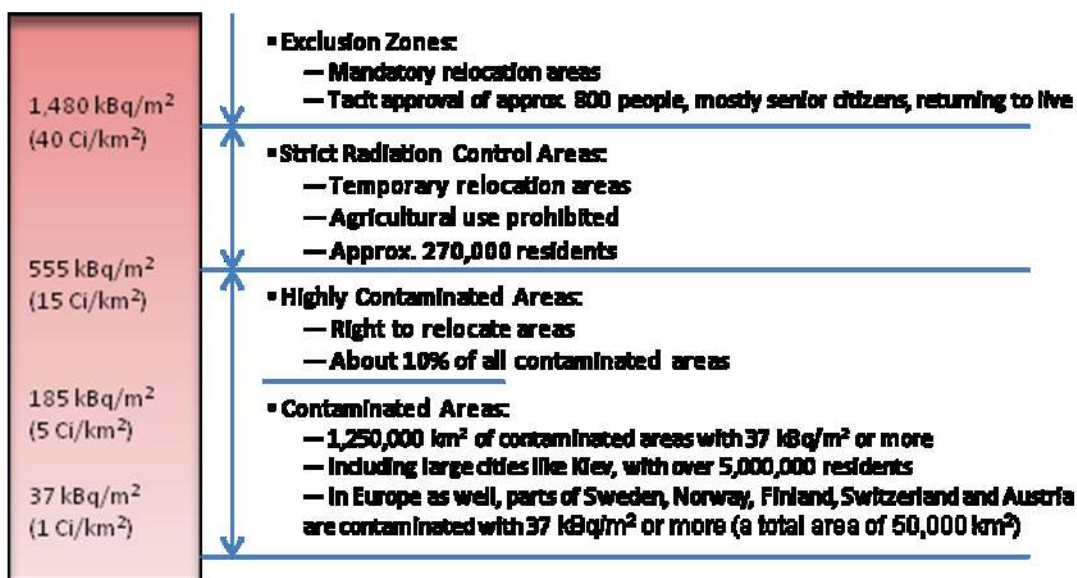 1,480 kBq/m²
(40 Ci/km²)
555 kBq/m²
(15 Ci/km²)
185 kBq/m²
(5 Ci/km²)
37 kBq/m²
(1 Ci/km²)
▪ Exclusion Zones:
— Mandatory relocation areas
— Tacit approval of approx. 800 people, mostly senior citizens, returning to live
▪ Strict Radiation Control Areas:
— Temporary relocation areas
— Agricultural use prohibited
— Approx. 270,000 residents
▪ Highly Contaminated Areas:
— Right to relocate areas
— About 10% of all contaminated areas
▪ Contaminated Areas:
— 1,250,000 km² of contaminated areas with 37 kBq/m² or more
— Including large cities like Kiev, with over 5,000,000 residents
— In Europe as well, parts of Sweden, Norway, Finland, Switzerland and Austria
are contaminated with 37 kBq/m² or more (a total area of 50,000 km²)